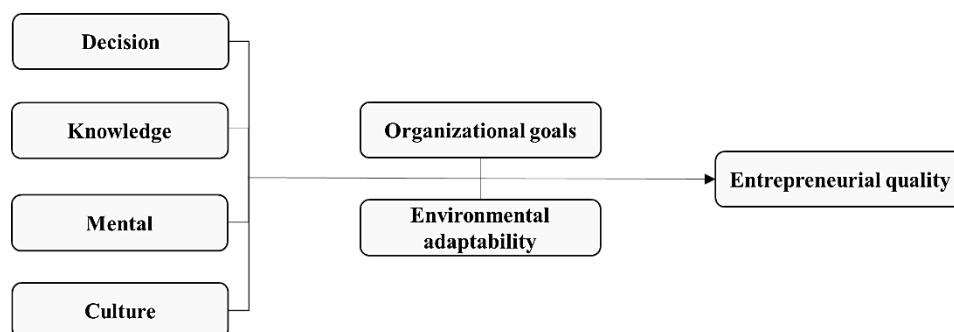 Decision
Knowledge
Mental
Culture
Organizational goals
Environmental
adaptability
Entrepreneurial quality